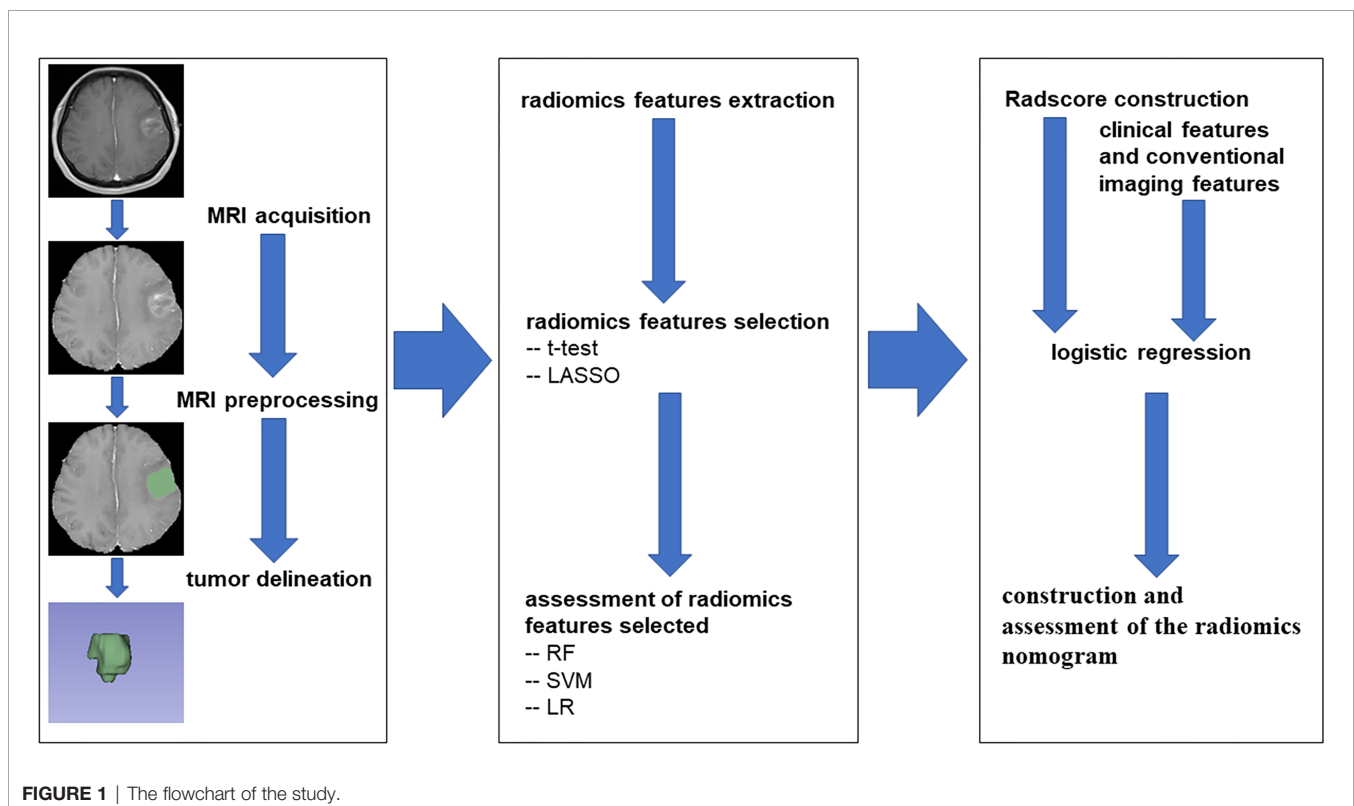 MRI acquisition
MRI preprocessing
tumor delineation
radiomics features extraction
radiomics features selection
-- t-test
-- LASSO
assessment of radiomics
features selected
-- RF
-- SVM
-- LR
Radscore construction
clinical features
and conventional
imaging features
logistic regression
construction and
assessment of the radiomics
nomogram
FIGURE 1 | The flowchart of the study.